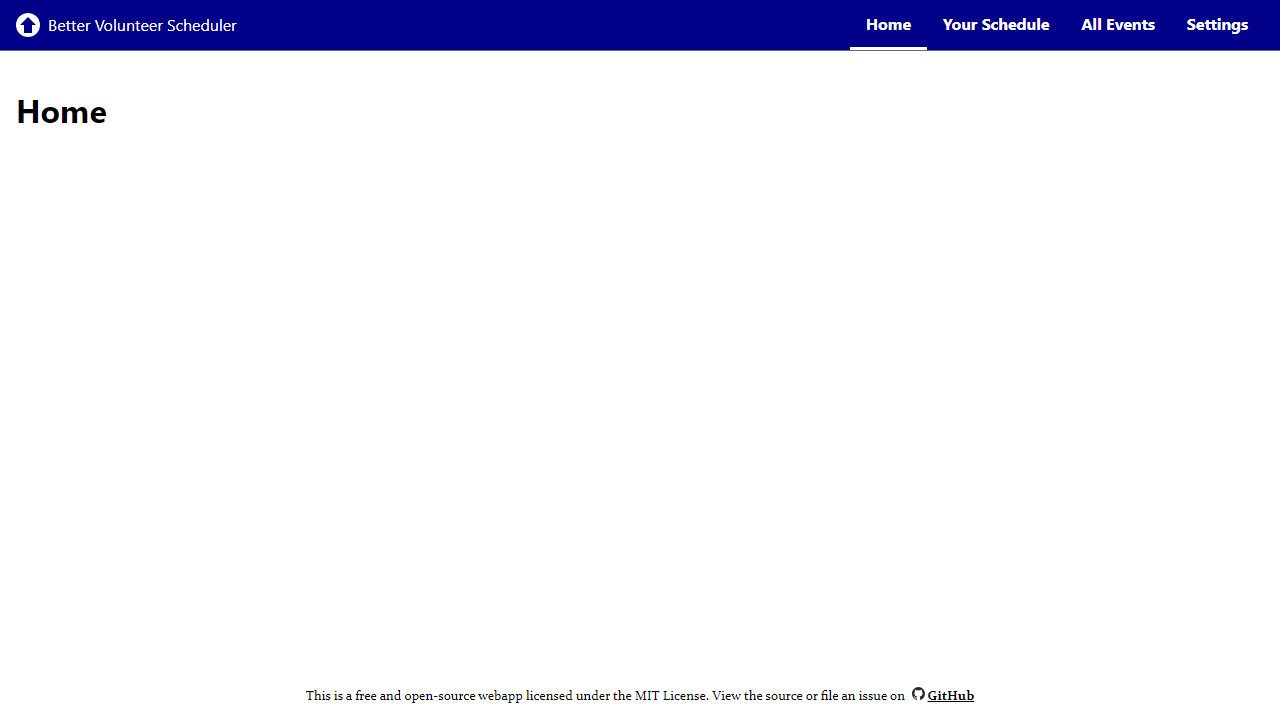 Better Volunteer Scheduler
Home Your Schedule All Events Settings
Home
This is a free and open-source webapp licensed under the MIT License. View the source or file an issue on GitHub